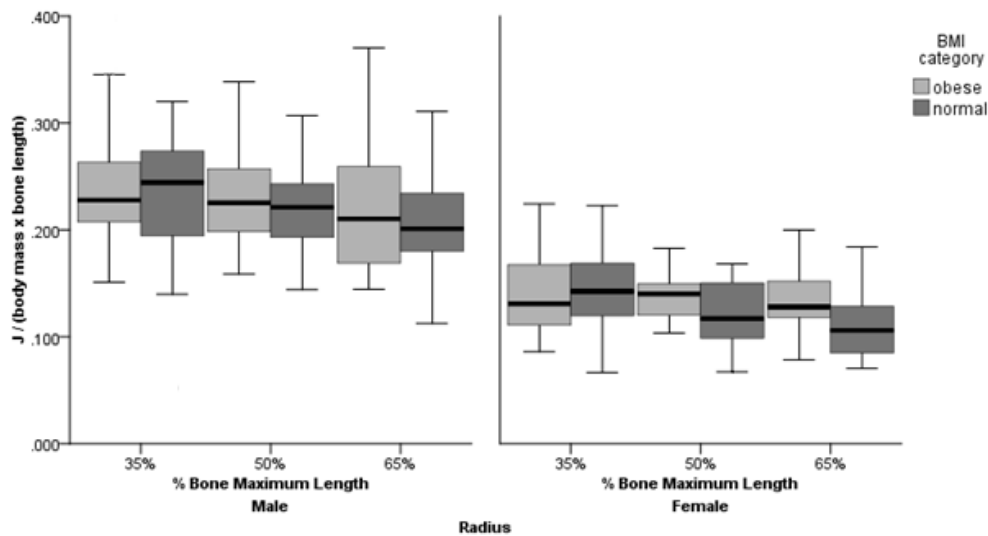 J / (body mass x bone length)
.400
.300
.200
.100
.000
35%
50%
65%
% Bone Maximum Length
Male
35%
50%
65%
% Bone Maximum Length
Female
Radius
BMI
category
obese
normal